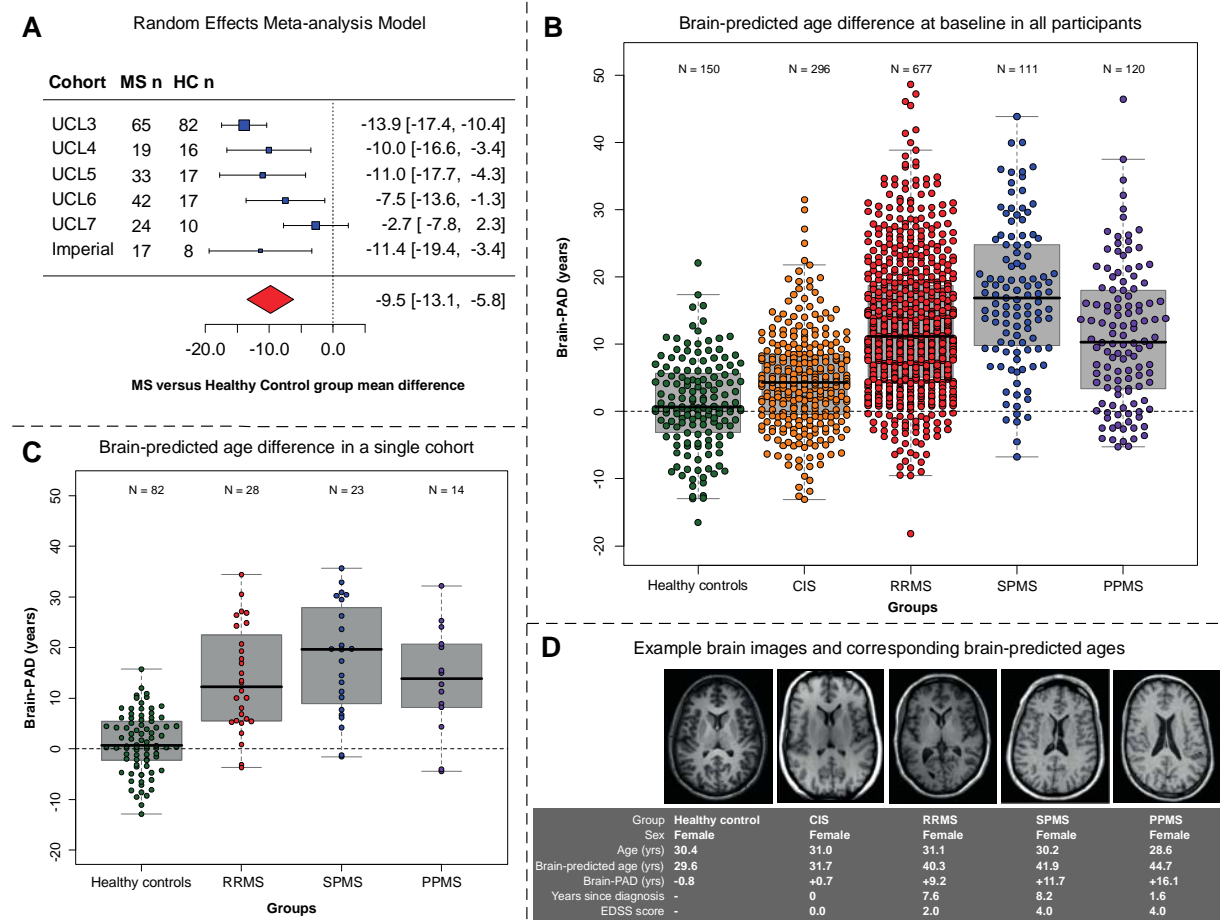 A
Random Effects Meta-analysis Model
Cohort MS n HC n
UCL3 65 82 -13.9 [-17.4, -10.4]
UCL4 19 16 -10.0 [-16.6, -3.4]
UCL5 33 17 -11.0 [-17.7, -4.3]
UCL6 42 17 -7.5 [-13.6, -1.3]
UCL7 24 10 -2.7 [ -7.8, 2.3]
Imperial 17 8 -11.4 [-19.4, -3.4]
-9.5 [-13.1, -5.8]
-20.0 -10.0 0.0
MS versus Healthy Control group mean difference
B
Brain-predicted age difference at baseline in all participants
N = 150 N = 296 N = 677 N = 111 N = 120
Brain-PAD (years)
50
40
30
20
10
0
-10
-20
Healthy controls CIS RRMS SPMS PPMS
Groups
C
Brain-predicted age difference in a single cohort
N = 82 N = 28 N = 23 N = 14
Brain-PAD (years)
50
40
30
20
10
0
-10
-20
Healthy controls RRMS SPMS PPMS
Groups
D
Example brain images and corresponding brain-predicted ages
Group Healthy control CIS RRMS SPMS PPMS
Sex Female Female Female Female Female
Age (yrs) 30.4 31.0 31.1 30.2 28.6
Brain-predicted age (yrs) 29.6 31.7 40.3 41.9 44.7
Brain-PAD (yrs) -0.8 +0.7 +9.2 +11.7 +16.1
Years since diagnosis - 0 7.6 8.2 1.6
EDSS score - 0.0 2.0 4.0 4.0